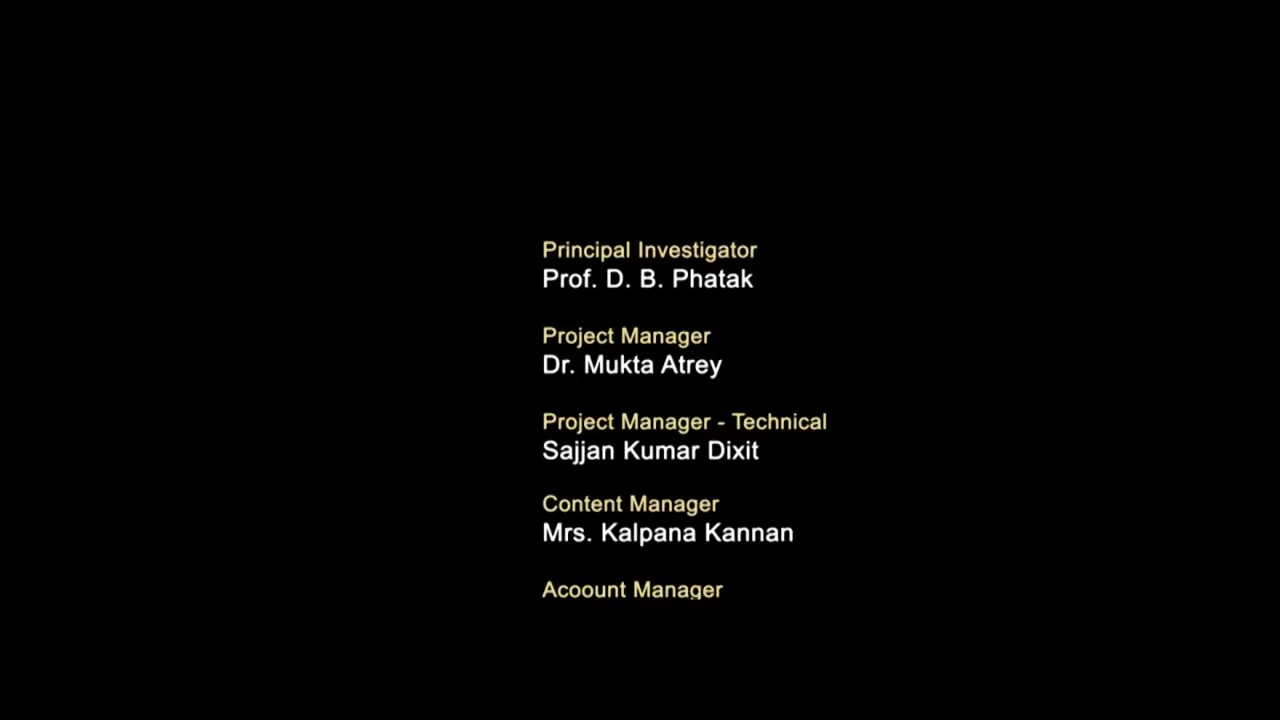 Principal Investigator
Prof. D. B. Phatak
Project Manager
Dr. Mukta Atrey
Project Manager - Technical
Sajjan Kumar Dixit
Content Manager
Mrs. Kalpana Kannan
Acoount Manager